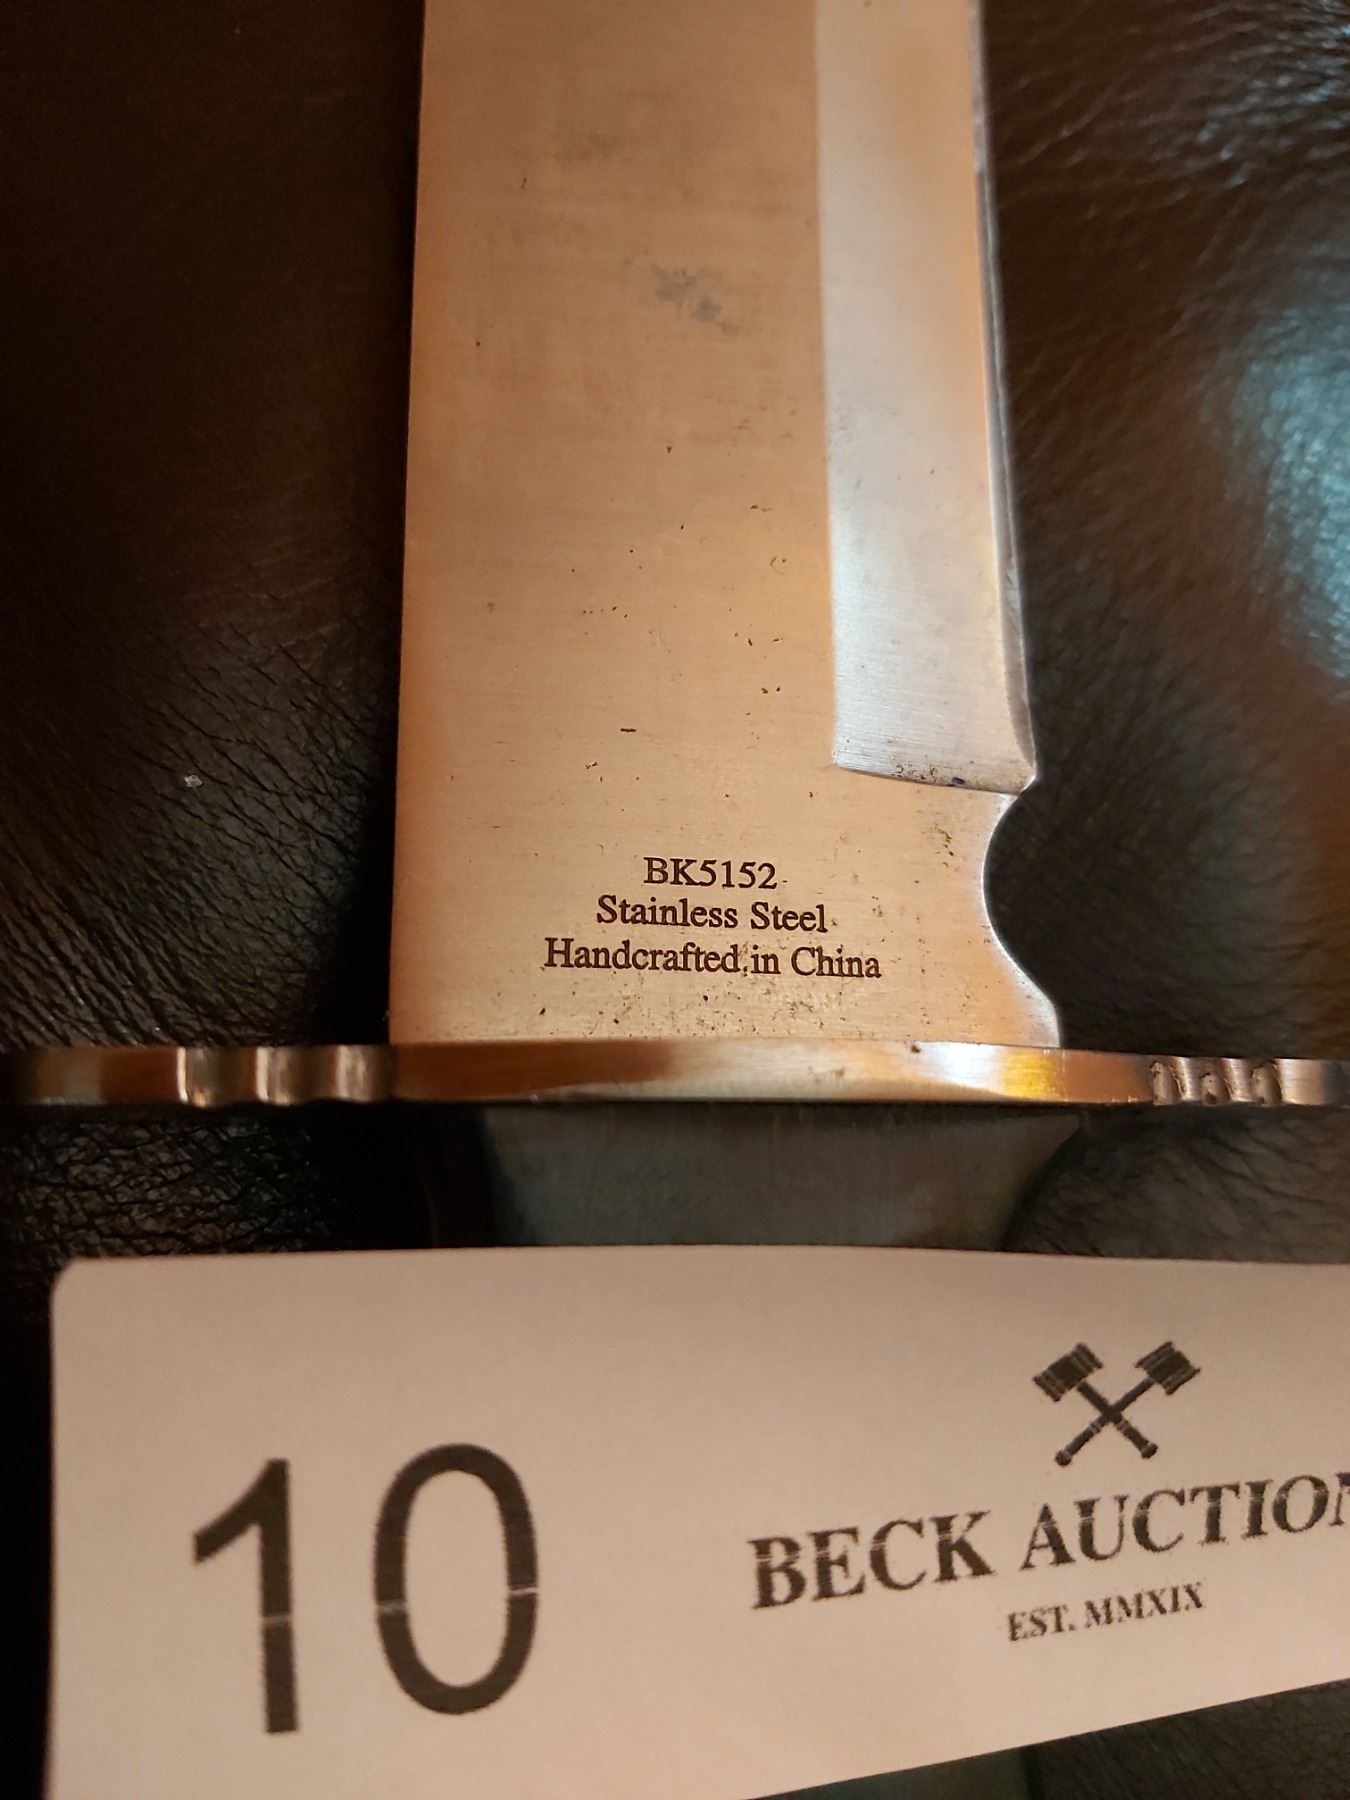 BK5152
Stainless Steel
Handcrafted in China
10
BECK AUCTION
EST. MMXIX